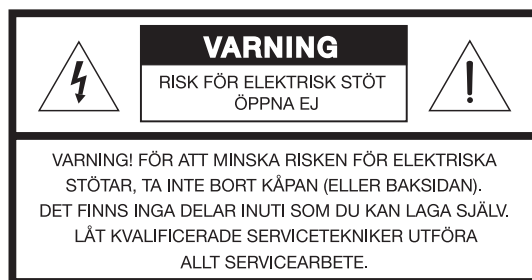 VARNING
RISK FÖR ELEKTRISK STÖT
ÖPPNA EJ
VARNING! FÖR ATT MINSKA RISKEN FÖR ELEKTRISKA
STÖTAR, TA INTE BORT KÅPAN (ELLER BAKSIDAN).
DET FINNS INGA DELAR INUTI SOM DU KAN LAGA SJÄLV.
LÅT KVALIFICERADE SERVICETEKNIKER UTFÖRA
ALLT SERVICEARBETE.